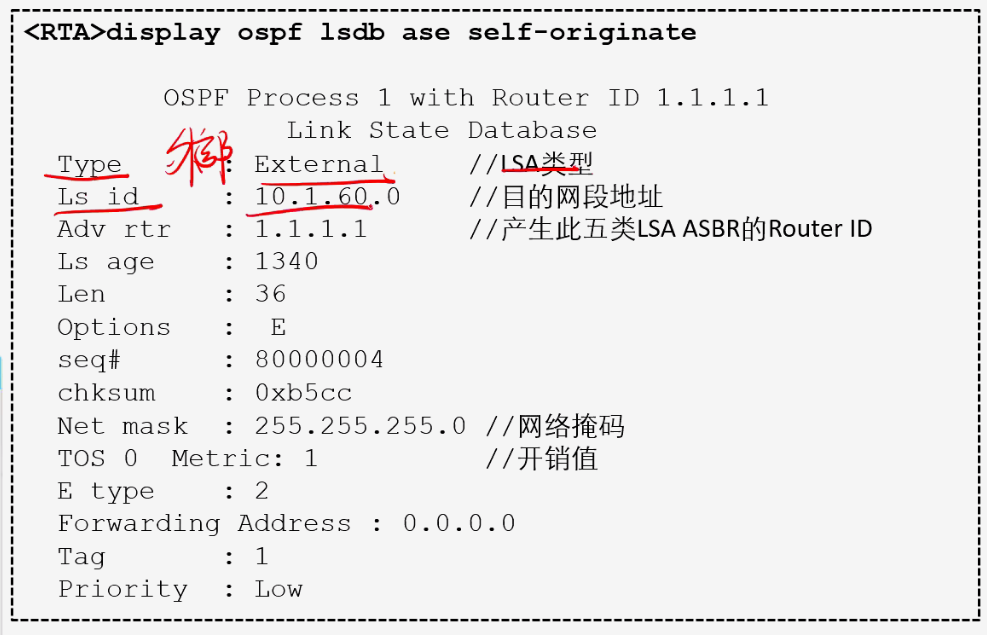 <RTA>display ospf lsdb ase self-originate
OSPF Process 1 with Router ID 1.1.1.1
Link State Database
Type : External //LSA类型
Ls id : 10.1.60.0 //目的网段地址
Adv rtr : 1.1.1.1 //产生此五类LSA ASBR的Router ID
Ls age : 1340
Len : 36
Options : E
seq# : 80000004
chksum : 0xb5cc
Net mask : 255.255.255.0 //网络掩码
TOS 0 Metric: 1 //开销值
E type : 2
Forwarding Address : 0.0.0.0
Tag : 1
Priority : Low